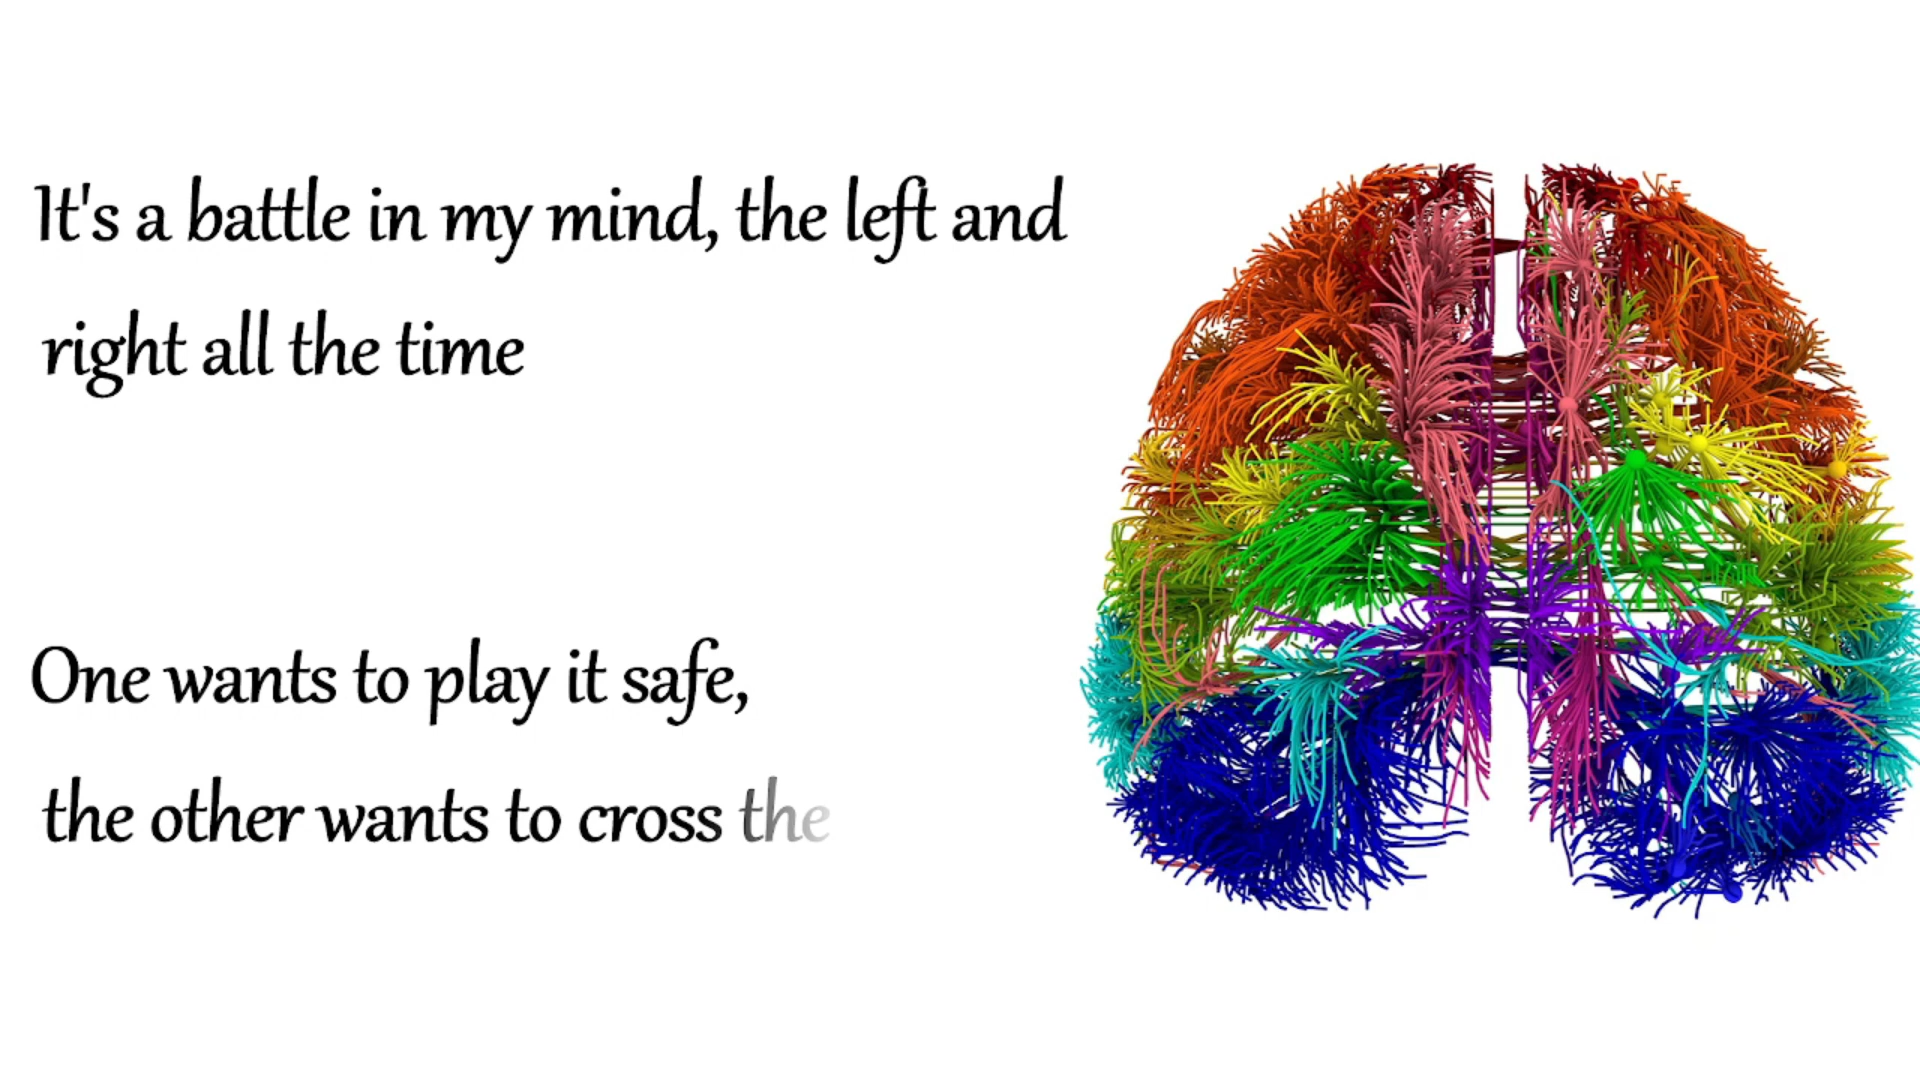 It's a battle in my mind, the left and
right all the time
One wants to play it safe,
the other wants to cross the